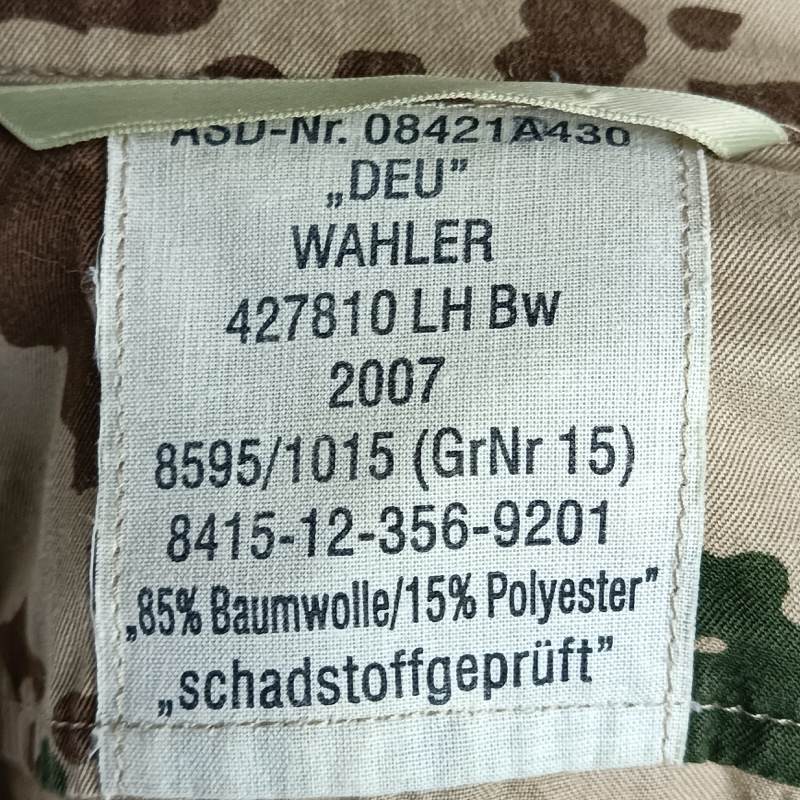 ASD-Nr. 08421A430
„DEU”
WAHLER
427810 LH Bw
2007
8595/1015 (GrNr 15)
8415-12-356-9201
„85% Baumwolle/15% Polyester”
„schadstoffgeprüft”